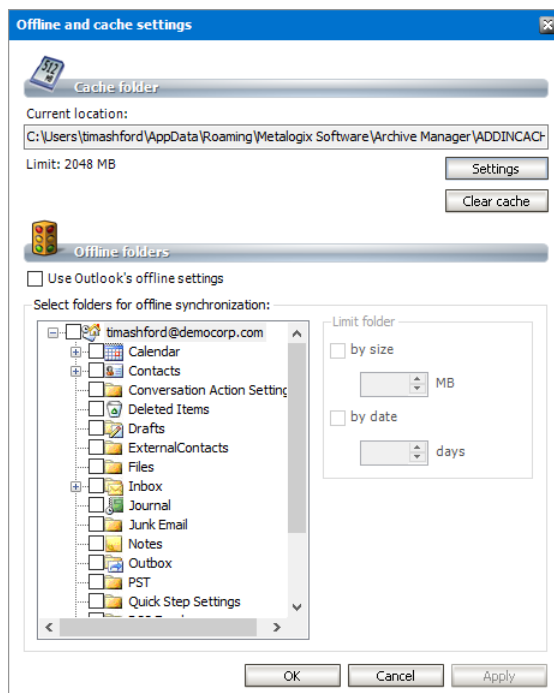 Offline and cache settings
512
Cache folder
Current location:
C:\Users\timashford\AppData\Roaming\Metalogix Software\Archive Manager\ADDINCACH
Limit: 2048 MB
Settings
Clear cache
Offline folders
Use Outlook's offline settings
Select folders for offline synchronization:
timashford@democorp.com
Calendar
Contacts
Conversation Action Setting
Deleted Items
Drafts
ExternalContacts
Files
Inbox
Journal
Junk Email
Notes
Outbox
PST
Quick Step Settings
Limit folder
by size
MB
by date
days
OK
Cancel
Apply